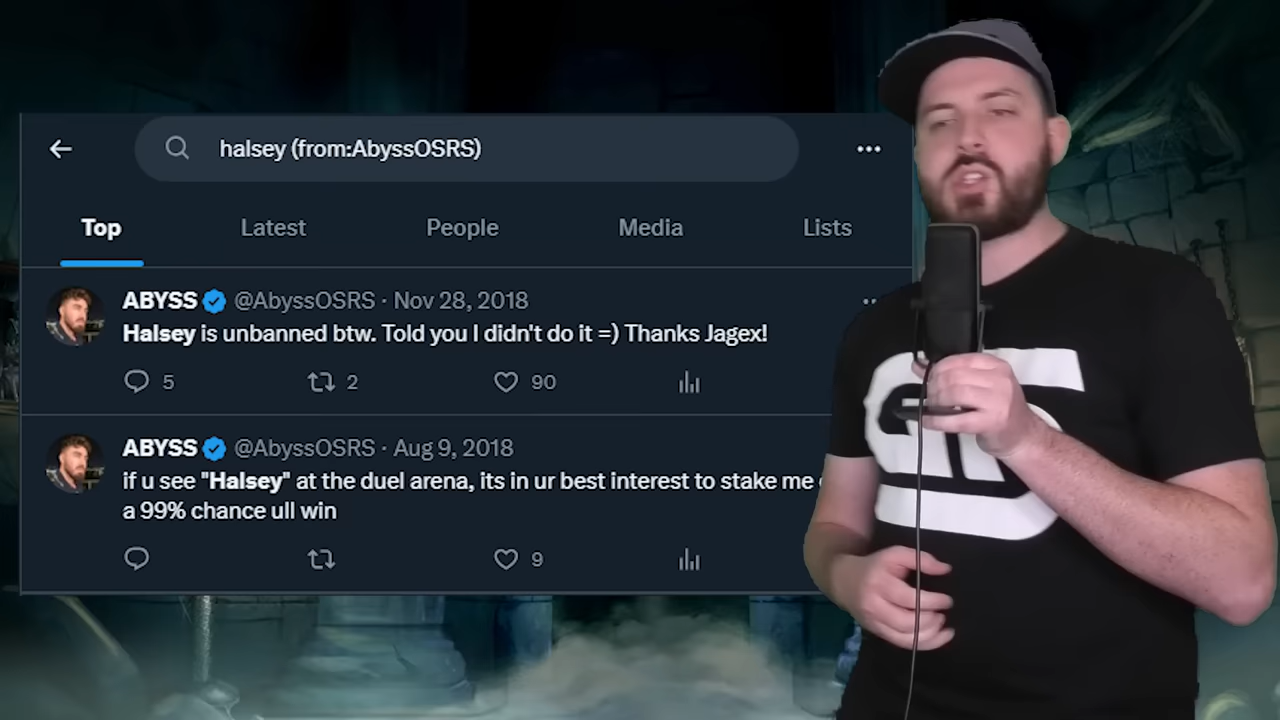 halsey (from:AbyssOSRS)
Top Latest People Media Lists
ABYSS @AbyssOSRS · Nov 28, 2018
Halsey is unbanned btw. Told you I didn't do it =) Thanks Jagex!
5 2 90
ABYSS @AbyssOSRS · Aug 9, 2018
if u see "Halsey" at the duel arena, its in ur best interest to stake me
a 99% chance ull win
9